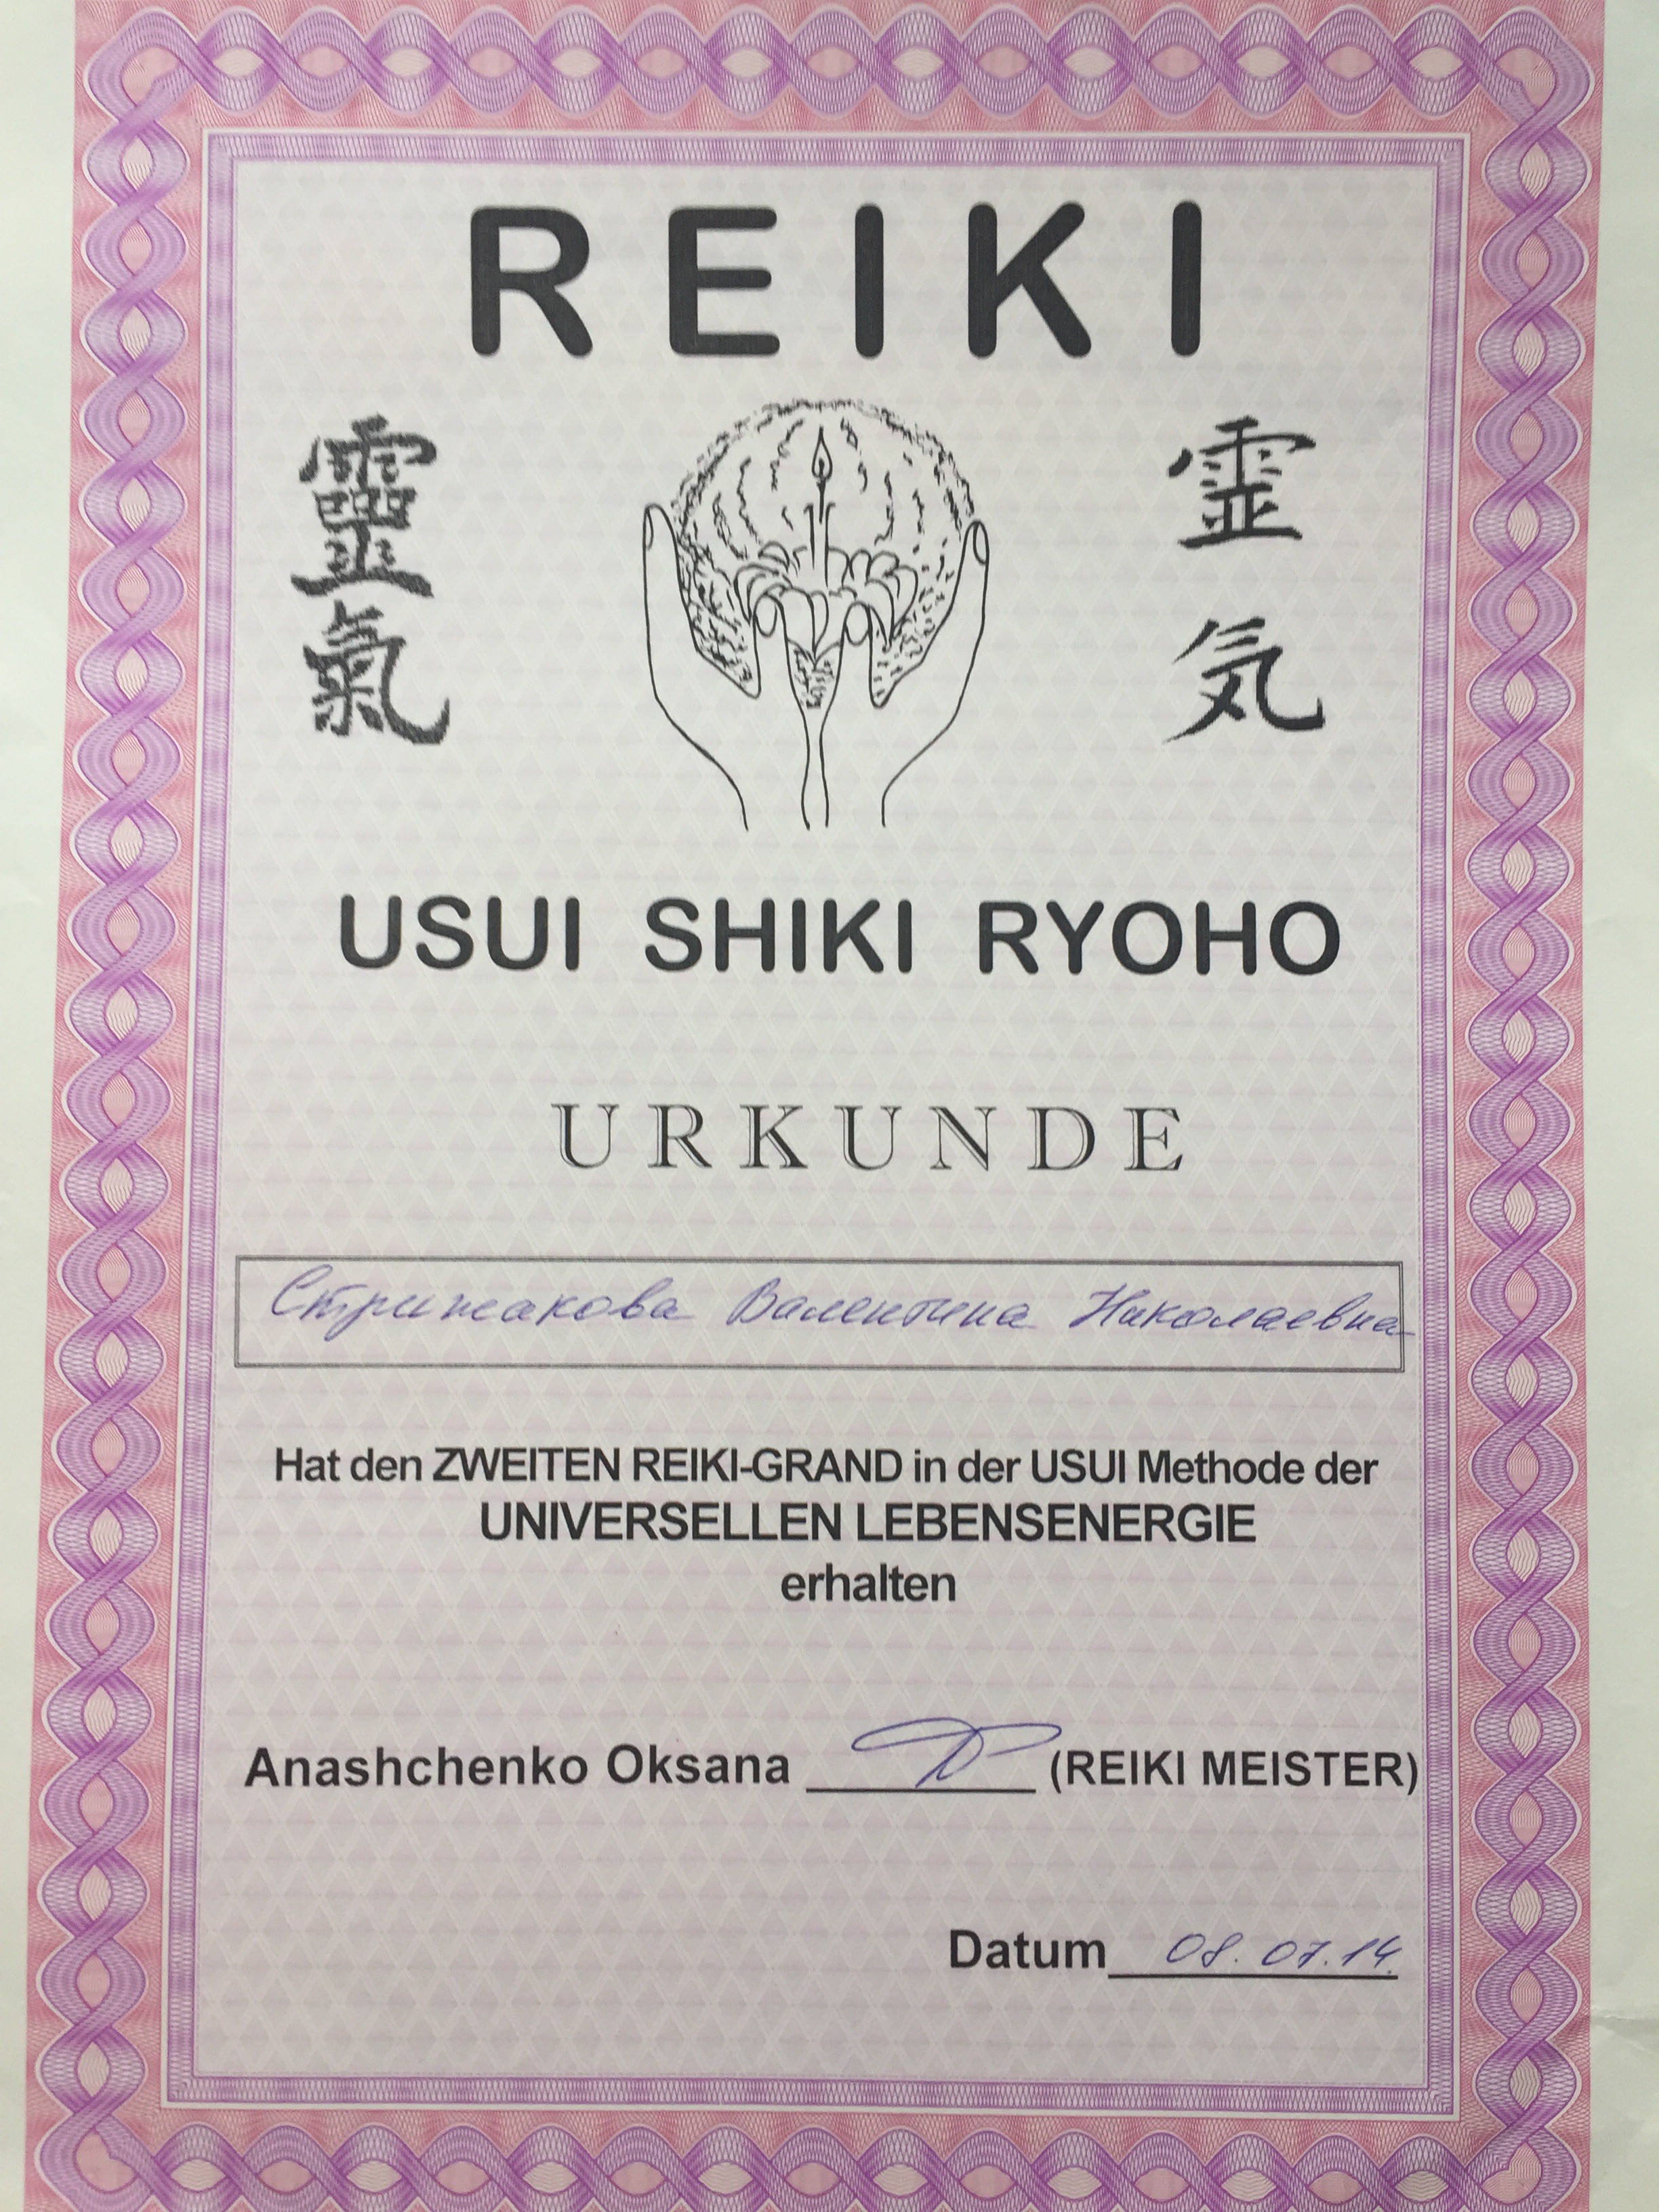 REIKI
靈氣
霊気
USUI SHIKI RYOHO
URKUNDE
Стрижакова Валентина Николаевна
Hat den ZWEITEN REIKI-GRAND in der USUI Methode der
UNIVERSELLEN LEBENSENERGIE
erhalten
Anashchenko Oksana (REIKI MEISTER)
Datum 08.07.14.